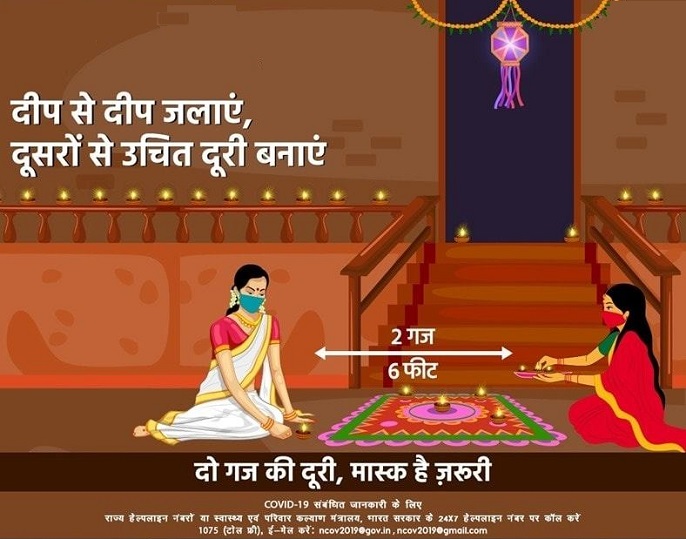 दीप से दीप जलाएं,
दूसरों से उचित दूरी बनाएं
2 गज
6 फीट
दो गज की दूरी, मास्क है ज़रूरी
COVID-19 संबंधित जानकारी के लिए
राज्य हेल्पलाइन नंबरों या स्वास्थ्य एवं परिवार कल्याण मंत्रालय, भारत सरकार के 24X7 हेल्पलाइन नंबर पर कॉल करें
1075 (टोल फ्री), ई-मेल करें: ncov2019@gov.in, ncov2019@gmail.com